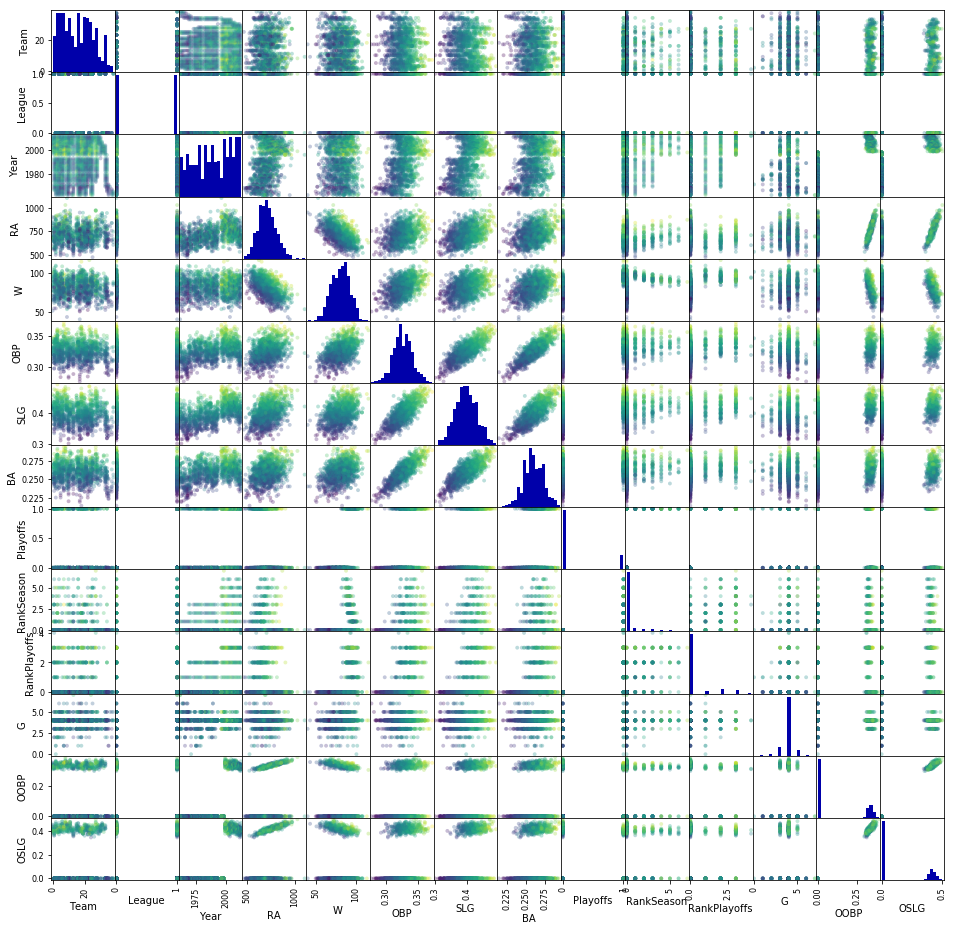 Team
20
0
League
0.5
0.0
Year
2000
1980
RA
1000
750
500
W
100
50
OBP
0.35
0.30
SLG
0.4
0.3
BA
0.275
0.250
0.225
Playoffs
1.0
0.5
0.0
RankSeason
5.0
2.5
0.0
RankPlayoffs
4
2
0
G
5.0
2.5
0.0
OOBP
0.2
0.0
OSLG
0.4
0.2
0.0
0 20 0 1 1975 2000 500 1000 50 100 0.30 0.35 0.3 0.4 0.225 0.250 0.275 0 5 0.0 2.5 0 5 0.00 0.25 0.0 0.5
Team League Year RA W OBP SLG BA Playoffs RankSeason RankPlayoffs G OOBP OSLG